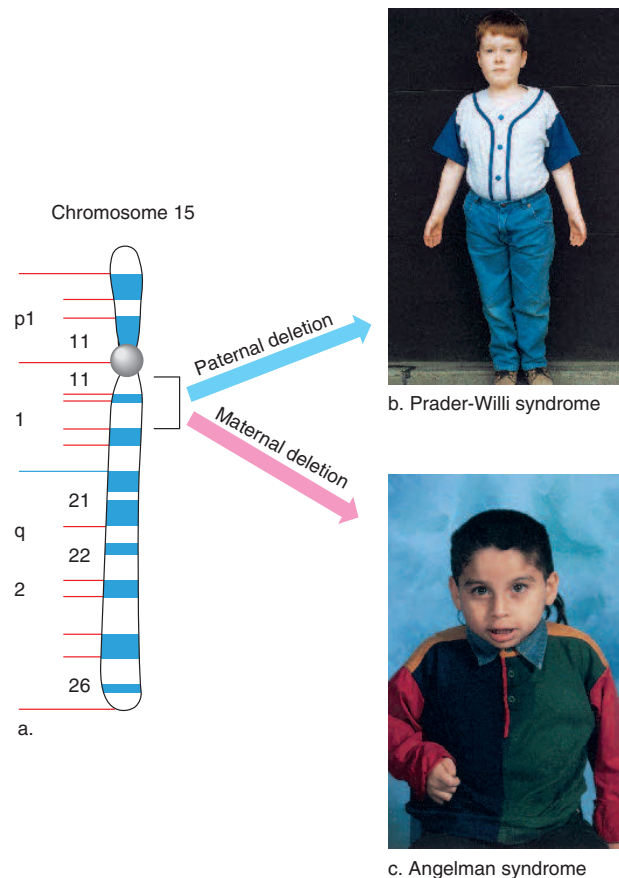 Chromosome 15
p1
11
11
1
21
q
22
2
26
a.
Paternal deletion
Maternal deletion
b. Prader-Willi syndrome
c. Angelman syndrome